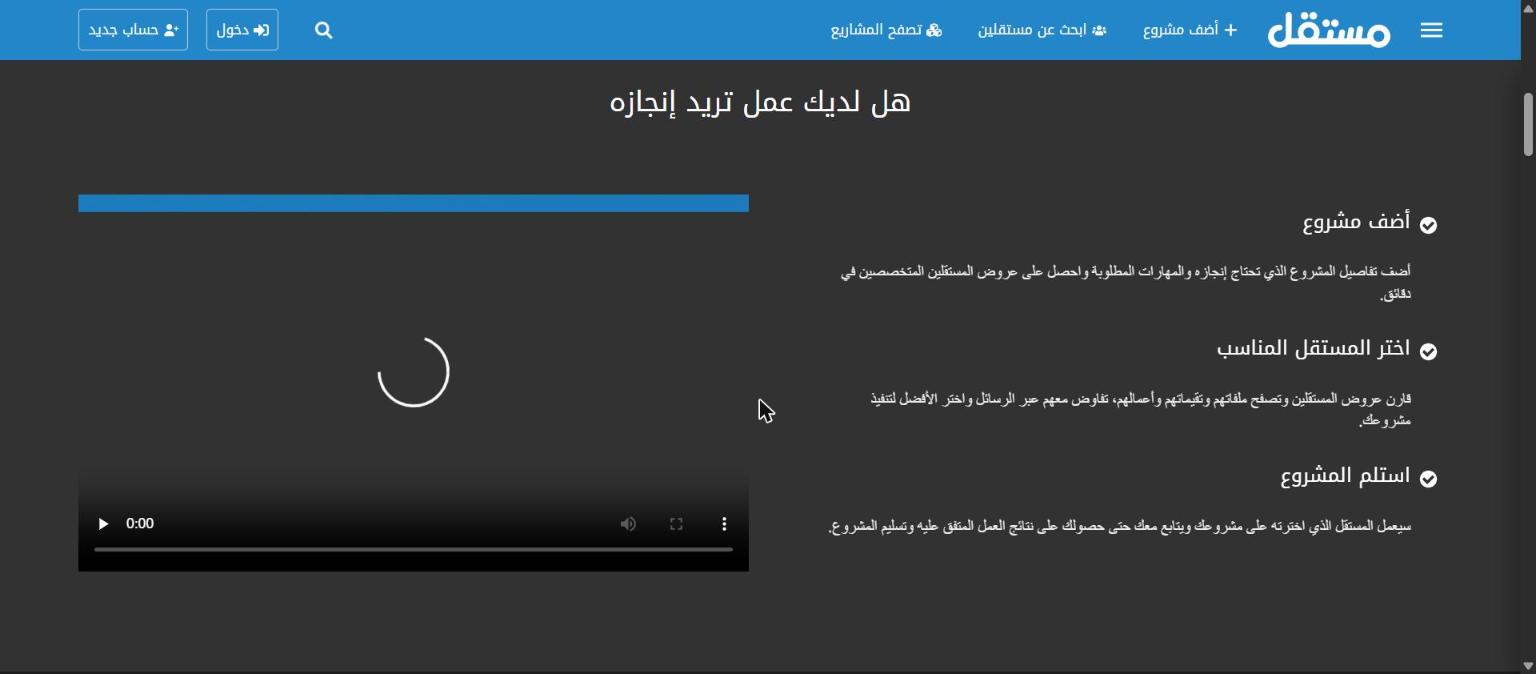 مستقل
أضف مشروع
ابحث عن مستقلين
تصفح المشاريع
دخول
حساب جديد
هل لديك عمل تريد إنجازه
أضف مشروع
أضف تفاصيل المشروع الذي تحتاج إنجازه والمهارات المطلوبة واحصل على عروض المستقلين المتخصصين في
دقائق.
اختر المستقل المناسب
قارن عروض المستقلين وتصفح ملفاتهم وتقيماتهم وأعمالهم، تفاوض معهم عبر الرسائل واختر الأفضل لتنفيذ
مشروعك.
استلم المشروع
سيعمل المستقل الذي اخترته على مشروعك ويتابع معك حتى حصولك على نتائج العمل المتفق عليه وتسليم المشروع.
0:00